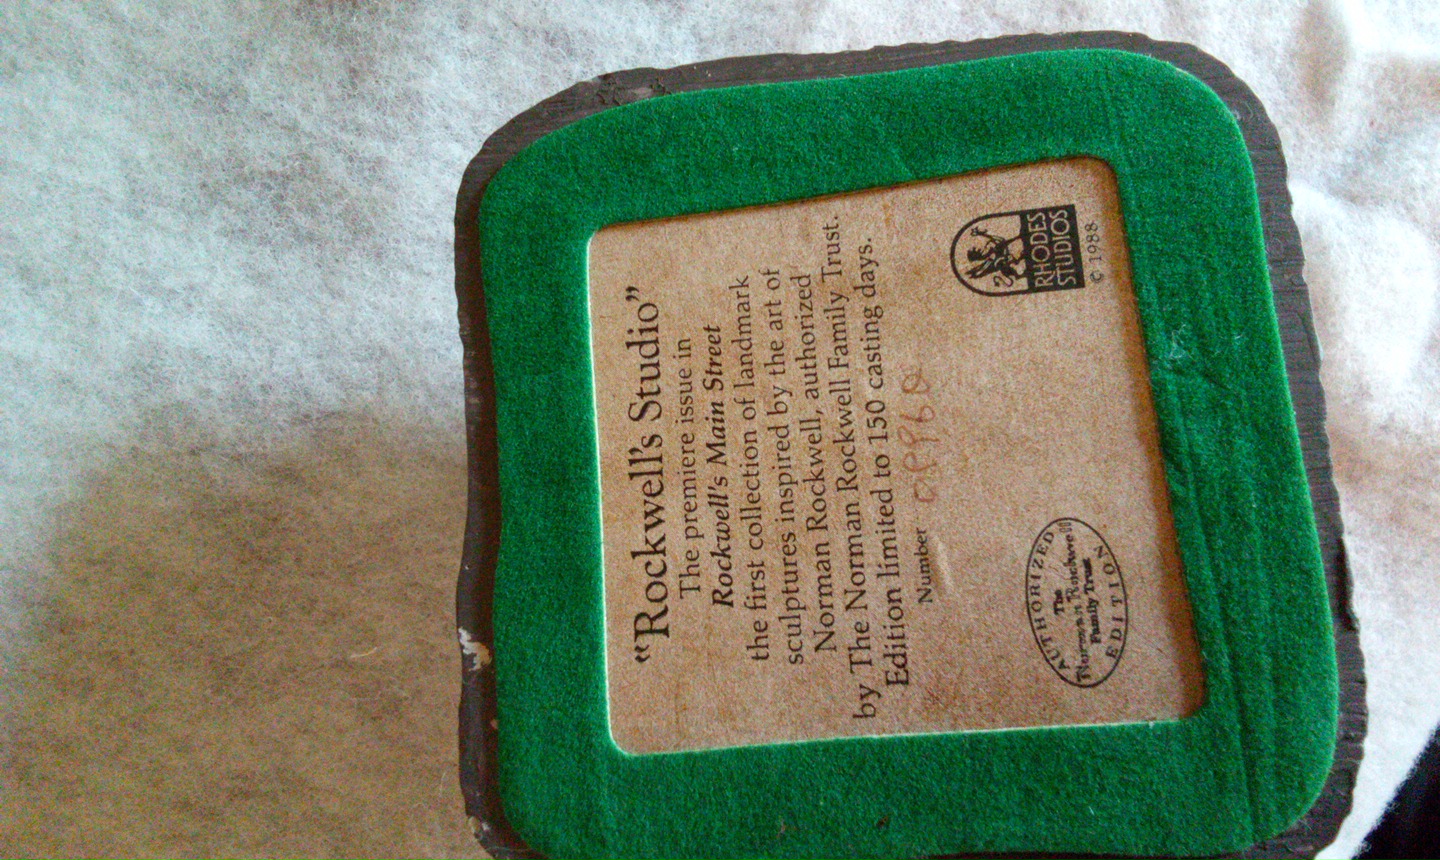 “Rockwell's Studio”
The premiere issue in
Rockwell's Main Street
the first collection of landmark
sculptures inspired by the art of
Norman Rockwell, authorized
by The Norman Rockwell Family Trust.
Edition limited to 150 casting days.
Number
AUTHORIZED
The
Norman Rockwell
Family Trust
EDITION
RHODES
STUDIOS
© 1988